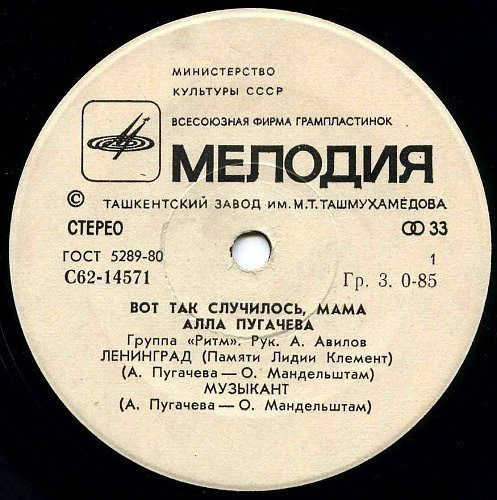 МИНИСТЕРСТВО
КУЛЬТУРЫ СССР
ВСЕСОЮЗНАЯ ФИРМА ГРАМПЛАСТИНОК
МЕЛОДИЯ
© ТАШКЕНТСКИЙ ЗАВОД ИМ. М.Т. ТАШМУХАМЕДОВА
СТЕРЕО 33
ГОСТ 5289-80 1
С62-14571 Гр. 3. 0-85
ВОТ ТАК СЛУЧИЛОСЬ, МАМА
АЛЛА ПУГАЧЕВА
Группа «Ритм». Рук. А. Авилов
ЛЕНИНГРАД (Памяти Лидии Клемент)
(А. Пугачева — О. Мандельштам)
МУЗЫКАНТ
(А. Пугачева — О. Мандельштам)